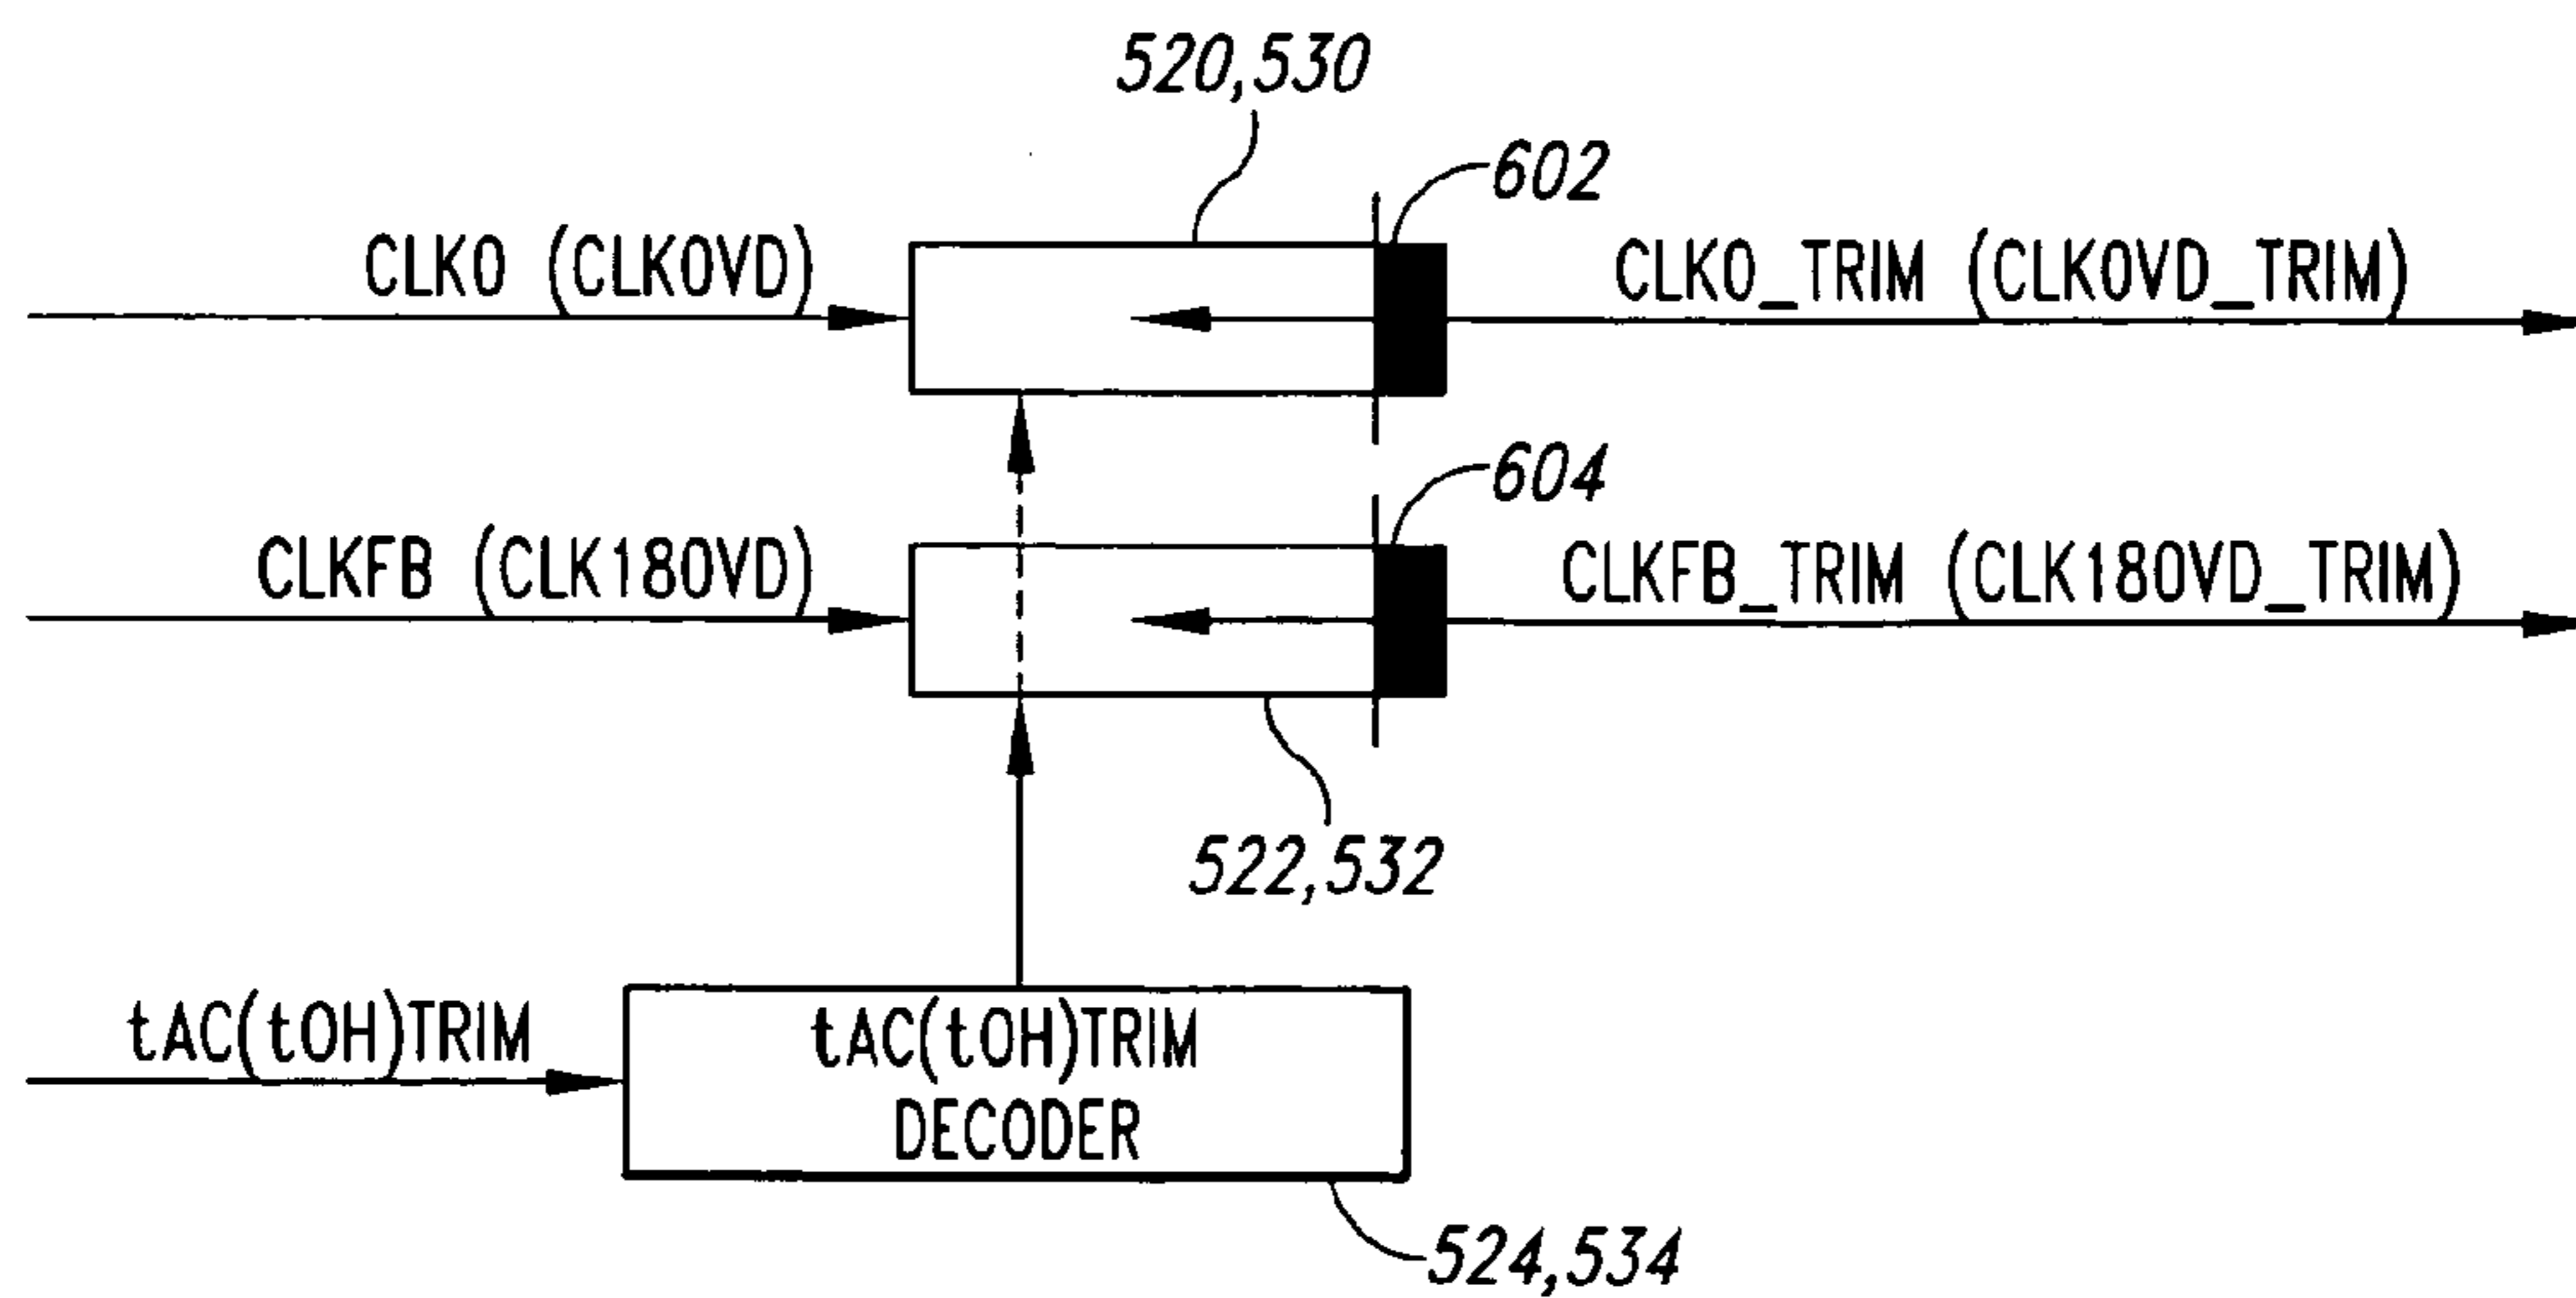 520,530
602
CLK0 (CLK0VD)
CLK0_TRIM (CLK0VD_TRIM)
604
CLKFB (CLK180VD)
CLKFB_TRIM (CLK180VD_TRIM)
522,532
tAC(tOH)TRIM
tAC(tOH)TRIM
DECODER
524,534